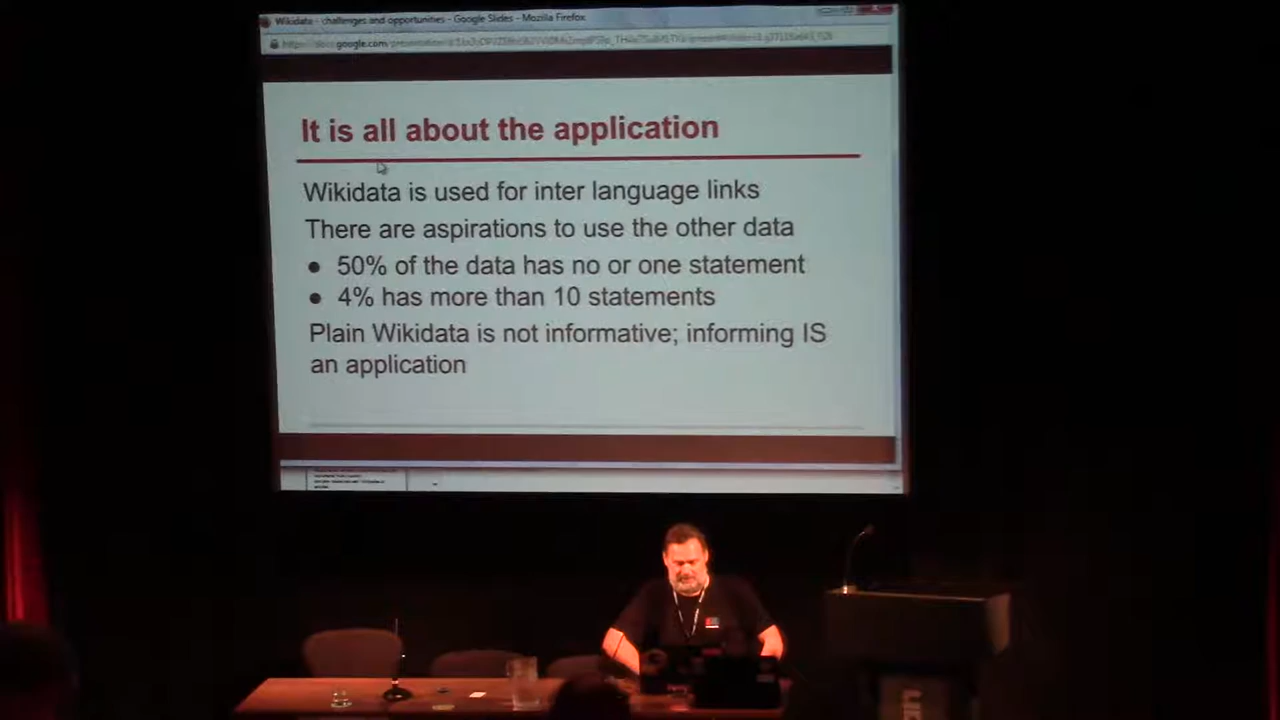 Wikidata - challenges and opportunities - Google Slides - Mozilla Firefox
google.com
It is all about the application
Wikidata is used for inter language links
There are aspirations to use the other data
● 50% of the data has no or one statement
● 4% has more than 10 statements
Plain Wikidata is not informative; informing IS
an application